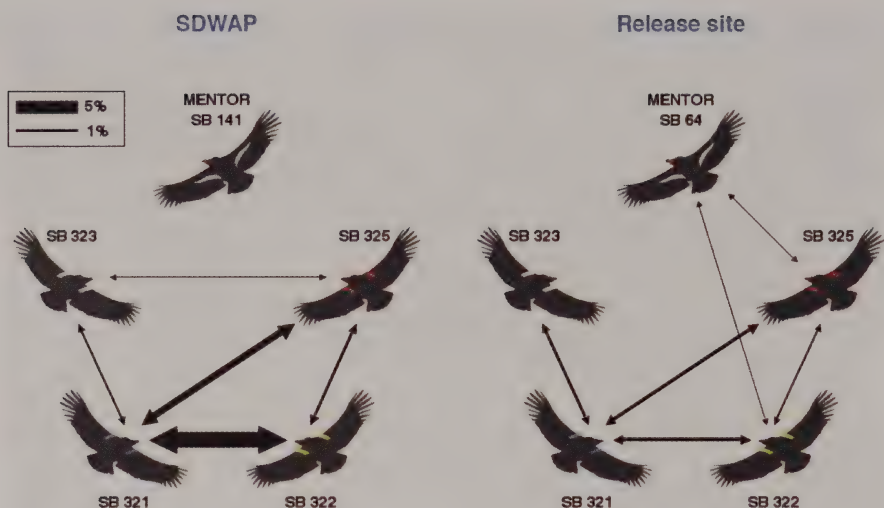 SDWAP
Release site
5%
1%
MENTOR
SB 141
MENTOR
SB 64
SB 323
SB 325
SB 323
SB 325
SB 321
SB 322
SB 321
SB 322